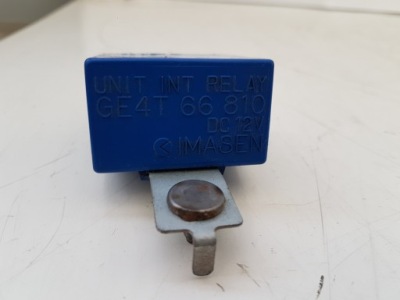 UNIT INT RELAY
GE4T 66 810
DC 12V
IMASEN